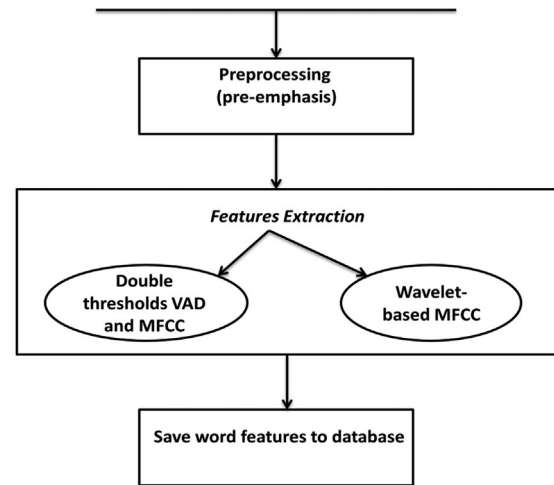 Preprocessing
(pre-emphasis)
Features Extraction
Double
thresholds VAD
and MFCC
Wavelet-
based MFCC
Save word features to database